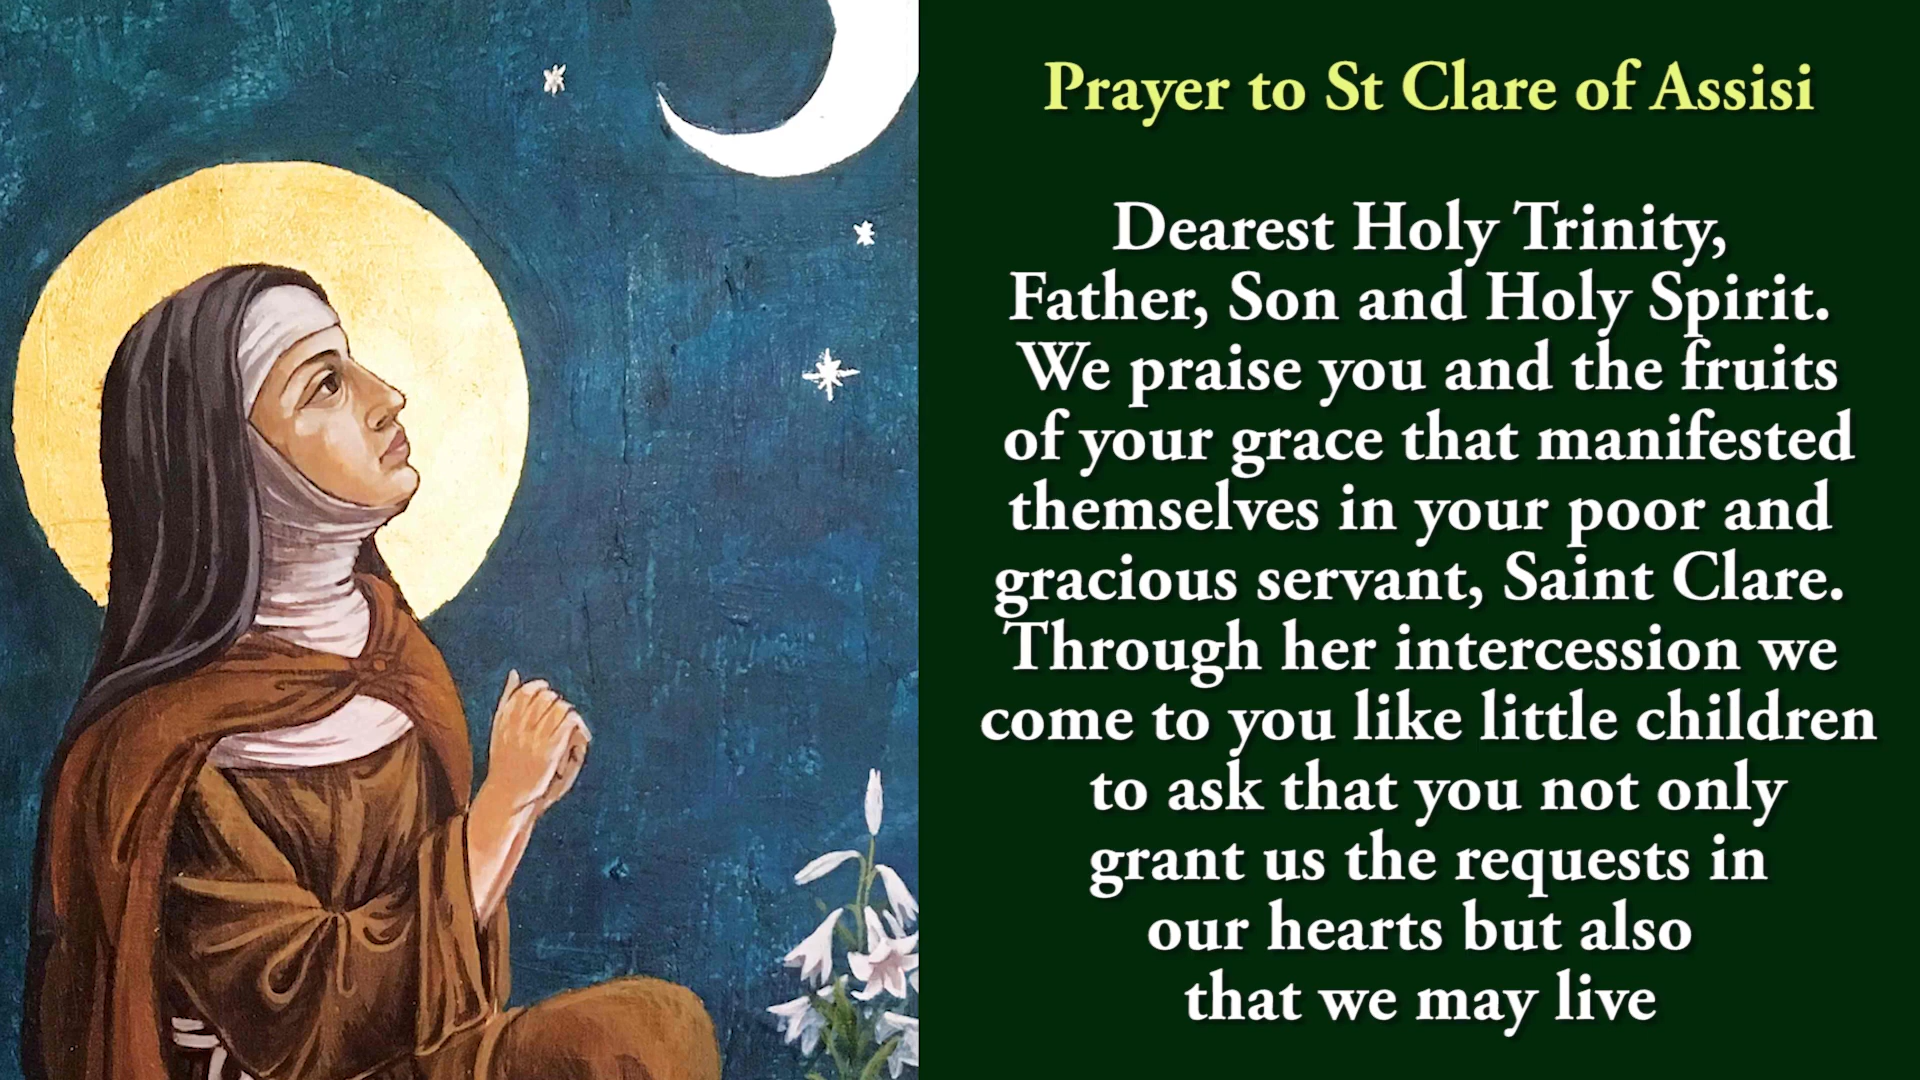 Prayer to St Clare of Assisi
Dearest Holy Trinity,
Father, Son and Holy Spirit.
We praise you and the fruits
of your grace that manifested
themselves in your poor and
gracious servant, Saint Clare.
Through her intercession we
come to you like little children
to ask that you not only
grant us the requests in
our hearts but also
that we may live